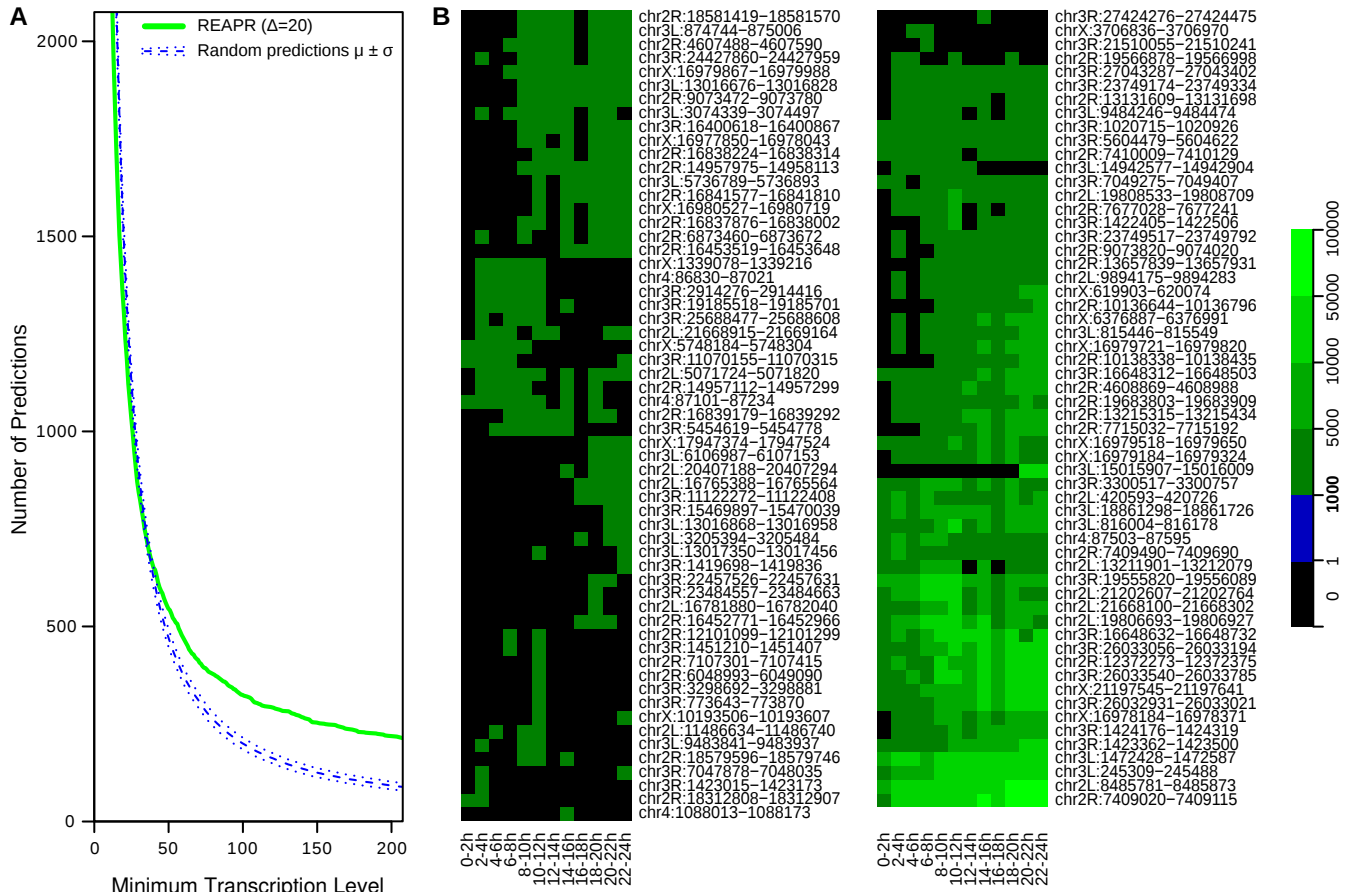 A
REAPR (Δ=20)
Random predictions μ ± σ
Number of Predictions
2000
1500
1000
500
0
0
50
100
150
200
Minimum Transcription Level
B
chr2R:18581419−18581570
chr3L:874744−875006
chr2R:4607488−4607590
chr3R:24427860−24427959
chrX:16979867−16979988
chr3L:13016676−13016828
chr2R:9073472−9073780
chr3L:3074339−3074497
chr3R:16400618−16400867
chrX:16977850−16978043
chr2R:16838224−16838314
chr2R:14957975−14958113
chr3L:5736789−5736893
chr2R:16841577−16841810
chrX:16980527−16980719
chr2R:16837876−16838002
chr2R:6873460−6873672
chr2R:16453519−16453648
chrX:1339078−1339216
chr4:86830−87021
chr3R:2914276−2914416
chr3R:19185518−19185701
chr3R:25688477−25688608
chr2L:21668915−21669164
chrX:5748184−5748304
chr3R:11070155−11070315
chr2L:5071724−5071820
chr2R:14957112−14957299
chr4:87101−87234
chr2R:16839179−16839292
chr3R:5454619−5454778
chrX:17947374−17947524
chr3L:6106987−6107153
chr2L:20407188−20407294
chr2L:16765388−16765564
chr3R:11122272−11122408
chr3R:15469897−15470039
chr3L:13016868−13016958
chr3L:3205394−3205484
chr3L:13017350−13017456
chr3R:1419698−1419836
chr3R:22457526−22457631
chr3R:23484557−23484663
chr2L:16781880−16782040
chr2R:16452771−16452966
chr2R:12101099−12101299
chr3R:1451210−1451407
chr2R:7107301−7107415
chr2R:6048993−6049090
chr3R:3298692−3298881
chr3R:773643−773870
chrX:10193506−10193607
chr2L:11486634−11486740
chr3L:9483841−9483937
chr2R:18579596−18579746
chr3R:7047878−7048035
chr3R:1423015−1423173
chr2R:18312808−18312907
chr4:1088013−1088173
0-2h
2-4h
4-6h
6-8h
8-10h
10-12h
12-14h
14-16h
16-18h
18-20h
20-22h
22-24h
chr3R:27424276−27424475
chrX:3706836−3706970
chr3R:21510055−21510241
chr2R:19566878−19566998
chr3R:27043287−27043402
chr3R:23749174−23749334
chr2R:13131609−13131698
chr3L:9484246−9484474
chr3R:1020715−1020926
chr3R:5604479−5604622
chr2R:7410009−7410129
chr3L:14942577−14942904
chr3R:7049275−7049407
chr2L:19808533−19808709
chr2R:7677028−7677241
chr3R:1422405−1422506
chr3R:23749517−23749792
chr2R:9073820−9074020
chr2R:13657839−13657931
chr2L:9894175−9894283
chrX:619903−620074
chr2R:10136644−10136796
chrX:6376887−6376991
chr3L:815446−815549
chrX:16979721−16979820
chr2R:10138338−10138435
chr3R:16648312−16648503
chr2R:4608869−4608988
chr2R:19683803−19683909
chr2R:13215315−13215434
chr2R:7715032−7715192
chrX:16979518−16979650
chrX:16979184−16979324
chr3L:15015907−15016009
chr3R:3300517−3300757
chr2L:420593−420726
chr3L:18861298−18861726
chr3L:816004−816178
chr4:87503−87595
chr2R:7409490−7409690
chr2L:13211901−13212079
chr3R:19555820−19556089
chr2L:21202607−21202764
chr2L:21668100−21668302
chr2L:19806693−19806927
chr3R:16648632−16648732
chr3R:26033056−26033194
chr2R:12372273−12372375
chr3R:26033540−26033785
chrX:21197545−21197641
chr3R:26032931−26033021
chrX:16978184−16978371
chr3R:1424176−1424319
chr3R:1423362−1423500
chr3L:1472428−1472587
chr3L:245309−245488
chr2L:8485781−8485873
chr2R:7409020−7409115
0-2h
2-4h
4-6h
6-8h
8-10h
10-12h
12-14h
14-16h
16-18h
18-20h
20-22h
22-24h
100000
50000
10000
5000
1000
1
0